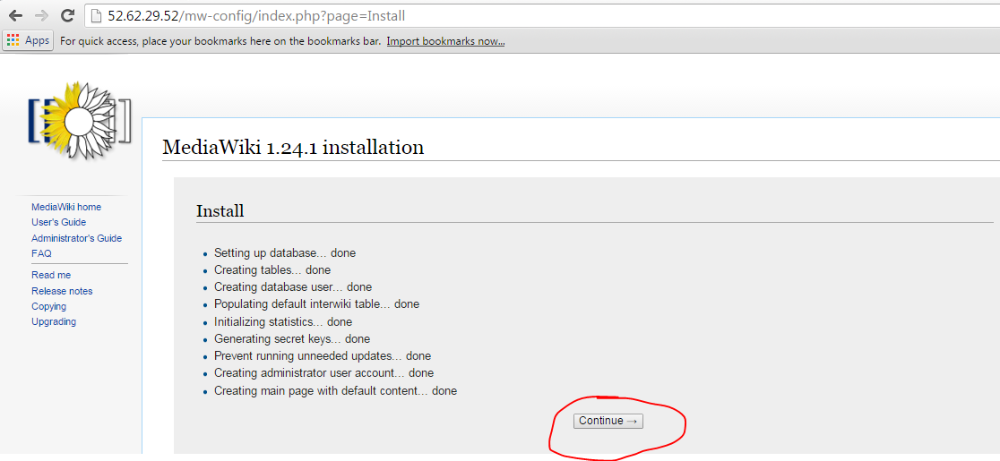 52.62.29.52/mw-config/index.php?page=Install
Apps For quick access, place your bookmarks here on the bookmarks bar. Import bookmarks now...
MediaWiki 1.24.1 installation
Install
MediaWiki home
User's Guide
Administrator's Guide
FAQ
Read me
Release notes
Copying
Upgrading
Setting up database... done
Creating tables... done
Creating database user... done
Populating default interwiki table... done
Initializing statistics... done
Generating secret keys... done
Prevent running unneeded updates... done
Creating administrator user account... done
Creating main page with default content... done
Continue →